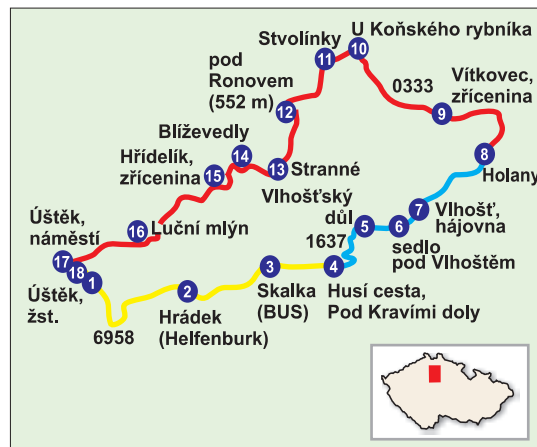 U Koňského rybníka
Stvolínky
10
11
pod
Ronovem
(552 m)
12
0333
Vítkovec,
zřícenina
9
Blíževedly
14
Hřídelík,
zřícenina
15
13
Stranné
8
Holany
Vlhošťský
důl
5
6
7
Vlhošť,
hájovna
sedlo
pod Vlhoštěm
Úštěk,
náměstí
16
Luční mlýn
1637
17
18
1
Úštěk,
žst.
6958
2
Hrádek
(Helfenburk)
3
Skalka
(BUS)
4
Husí cesta,
Pod Kravími doly